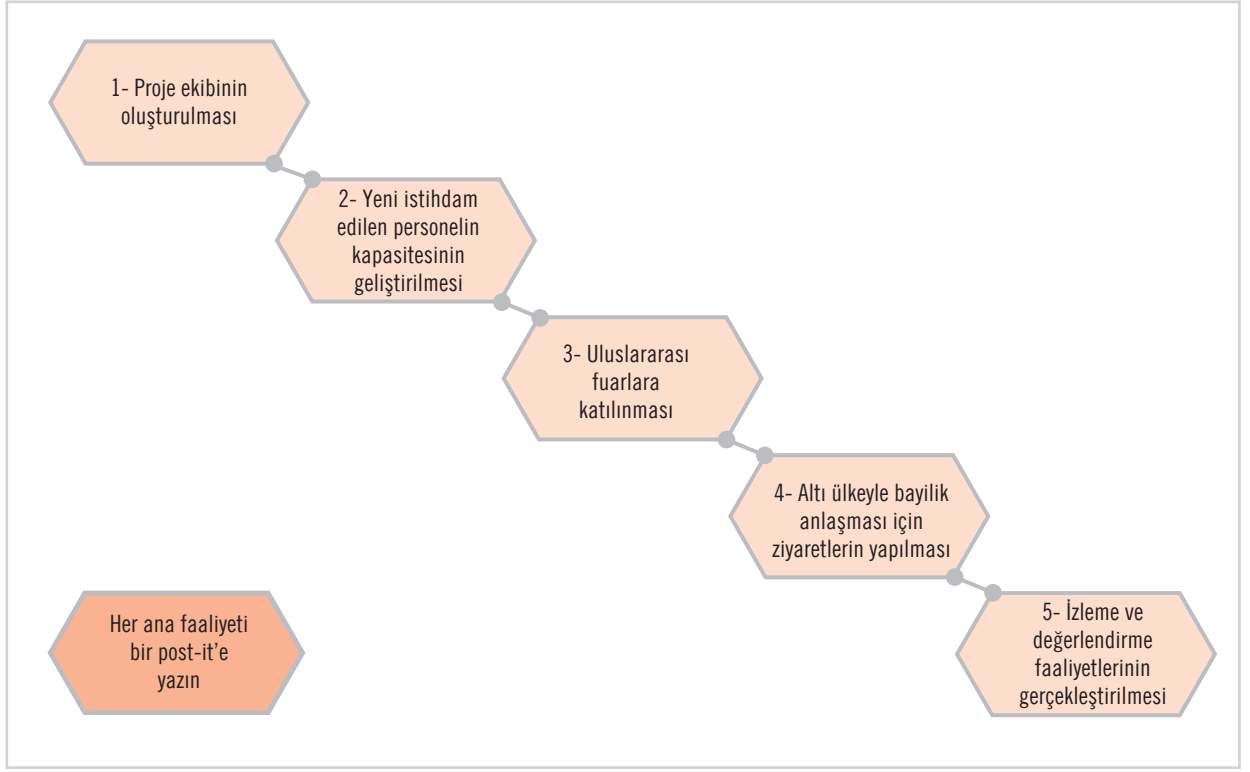 1- Proje ekibinin
oluşturulması
2- Yeni istihdam
edilen personelin
kapasitesinin
geliştirilmesi
3- Uluslararası
fuarlara
katılınması
4- Altı ülkeyle bayilik
anlaşması için
ziyaretlerin yapılması
Her ana faaliyeti
bir post-it’e
yazın
5- İzleme ve
değerlendirme
faaliyetlerinin
gerçekleştirilmesi